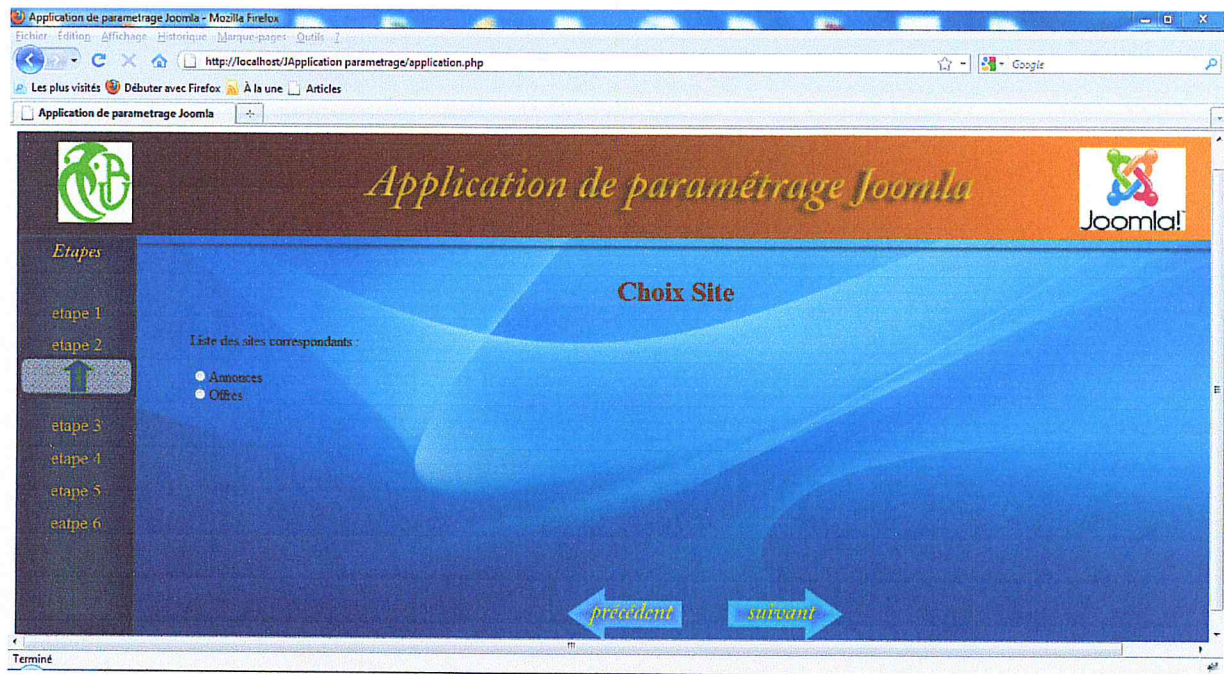 Application de parametrage Joomla - Mozilla Firefox
Fichier Édition Affichage Historique Marque-pages Outils ?
http://localhost/JApplication parametrage/application.php
Google
Les plus visités Débuter avec Firefox À la une Articles
Application de parametrage Joomla
Application de paramétrage Joomla
Joomla!
Etapes
Choix Site
etape 1
etape 2
Liste des sites correspondants :
Annonces
Offres
etape 3
etape 4
etape 5
eatpe 6
précédent
suivant
Terminé